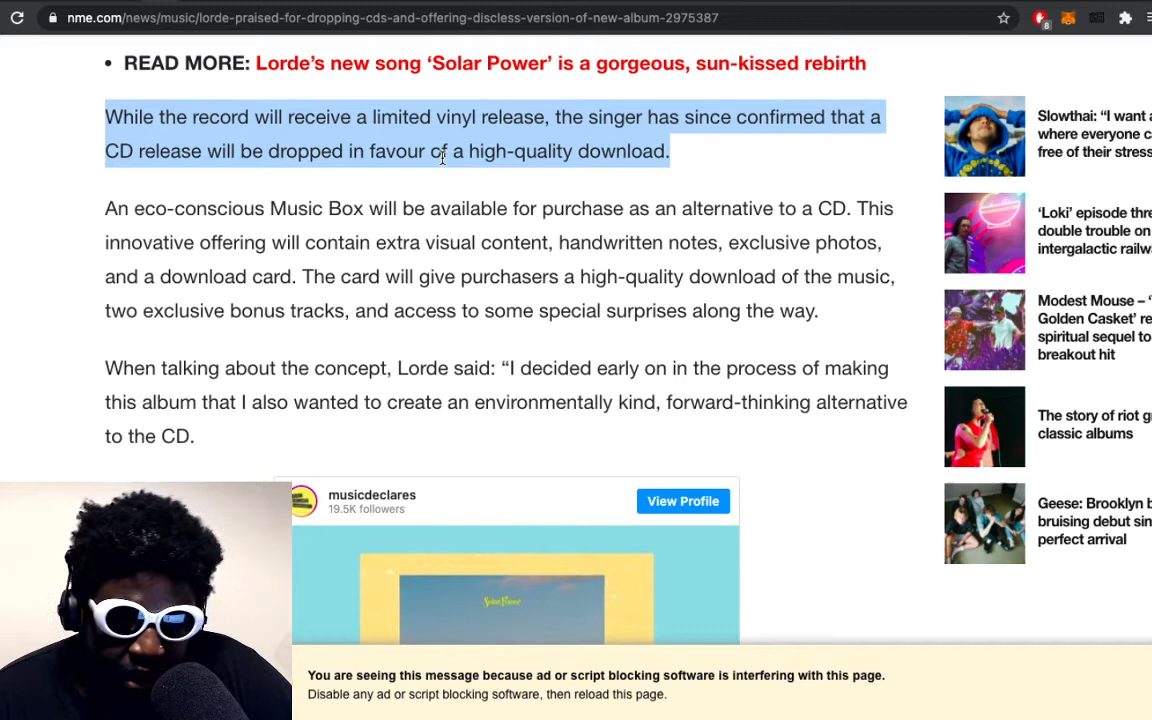 nme.com/news/music/lorde-praised-for-dropping-cds-and-offering-discless-version-of-new-album-2975387
8
• READ MORE: Lorde's new song 'Solar Power' is a gorgeous, sun-kissed rebirth
While the record will receive a limited vinyl release, the singer has since confirmed that a
CD release will be dropped in favour of a high-quality download.
An eco-conscious Music Box will be available for purchase as an alternative to a CD. This
innovative offering will contain extra visual content, handwritten notes, exclusive photos,
and a download card. The card will give purchasers a high-quality download of the music,
two exclusive bonus tracks, and access to some special surprises along the way.
When talking about the concept, Lorde said: “I decided early on in the process of making
this album that I also wanted to create an environmentally kind, forward-thinking alternative
to the CD.
musicdeclares
19.5K followers
View Profile
Solar Power
You are seeing this message because ad or script blocking software is interfering with this page.
Disable any ad or script blocking software, then reload this page.
Slowthai: “I want a
where everyone c
free of their stress
'Loki' episode thre
double trouble on
intergalactic railw
Modest Mouse – '
Golden Casket' re
spiritual sequel to
breakout hit
The story of riot g
classic albums
Geese: Brooklyn b
bruising debut sin
perfect arrival